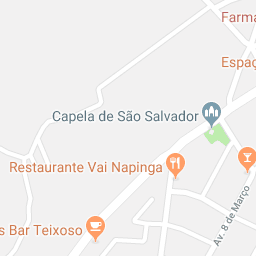 Farma
Espaç
Capela de São Salvador
Restaurante Vai Napinga
Av. 8 de Março
s Bar Teixoso